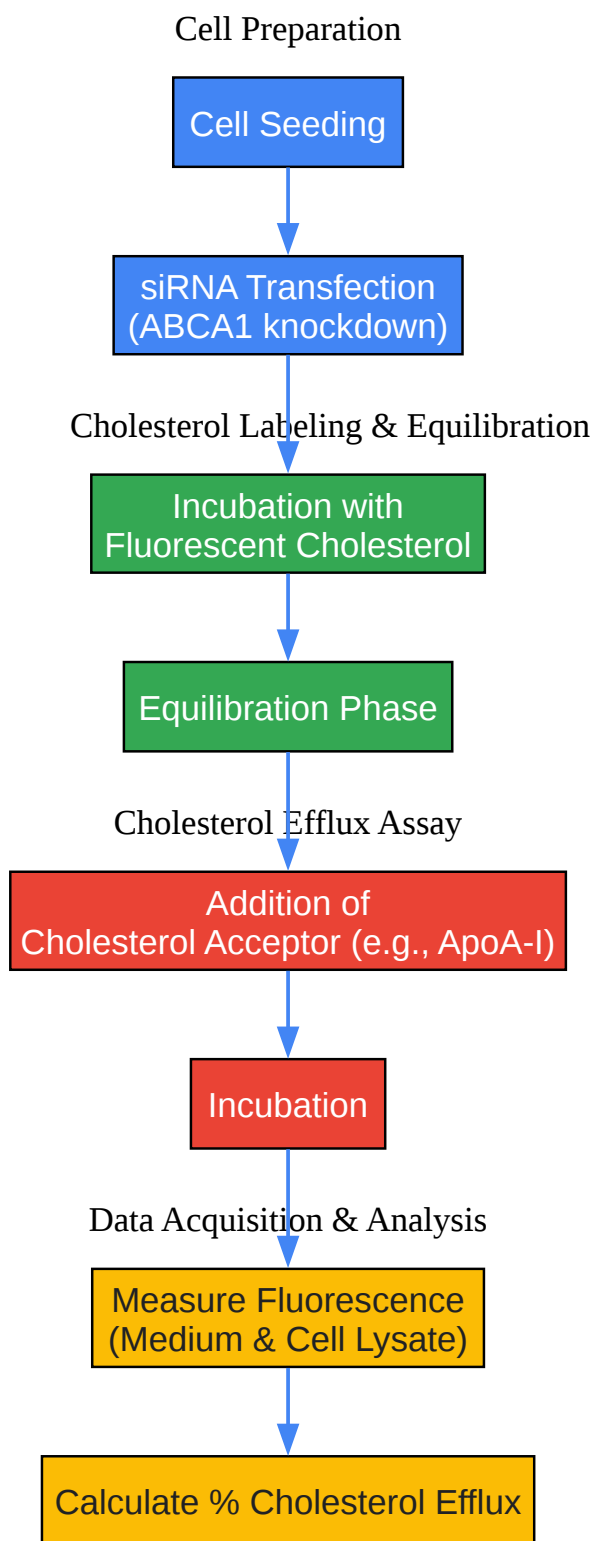 Cell Preparation
Cell Seeding
siRNA Transfection
(ABCA1 knockdown)
Cholesterol Labeling & Equilibration
Incubation with
Fluorescent Cholesterol
Equilibration Phase
Cholesterol Efflux Assay
Addition of
Cholesterol Acceptor (e.g., ApoA-I)
Incubation
Data Acquisition & Analysis
Measure Fluorescence
(Medium & Cell Lysate)
Calculate % Cholesterol Efflux